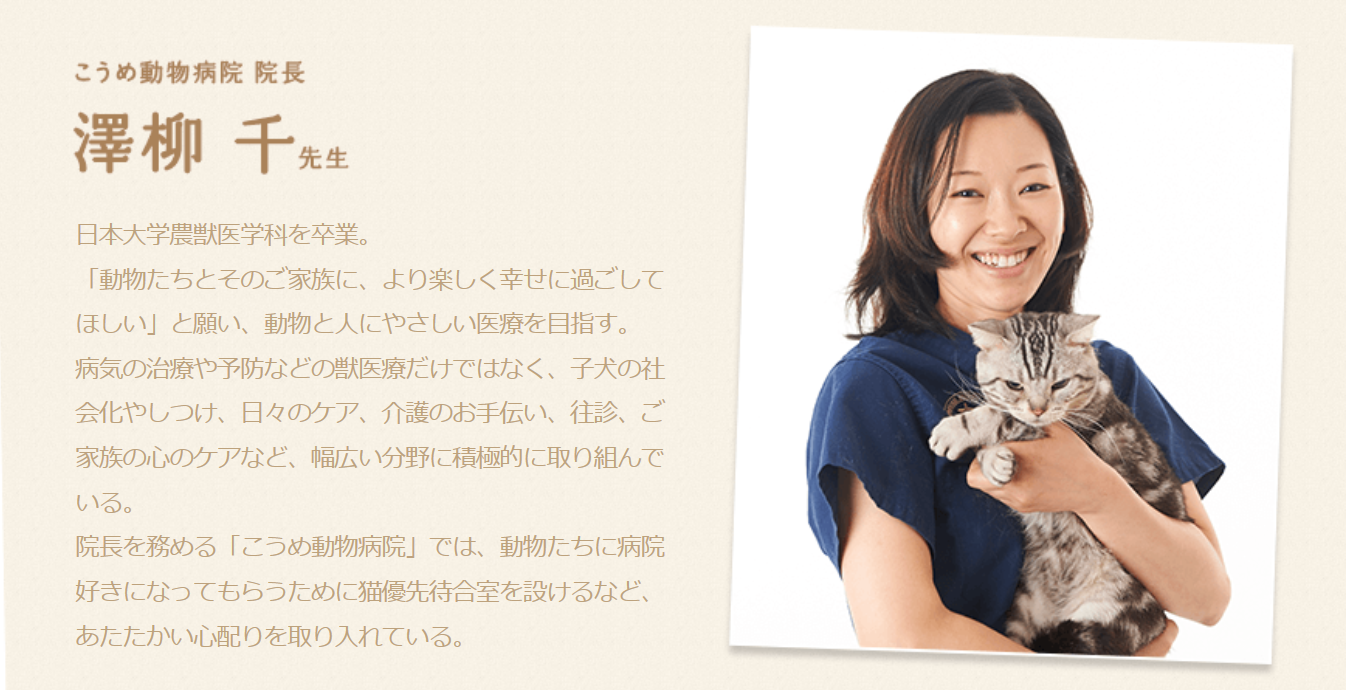 こうめ動物病院 院長
澤柳 千先生
日本大学農獣医学科を卒業。
「動物たちとそのご家族に、より楽しく幸せに過ごして
ほしい」と願い、動物と人にやさしい医療を目指す。
病気の治療や予防などの獣医療だけではなく、子犬の社
会化やしつけ、日々のケア、介護のお手伝い、往診、ご
家族の心のケアなど、幅広い分野に積極的に取り組んで
いる。
院長を務める「こうめ動物病院」では、動物たちに病院
好きになってもらうために猫優先待合室を設けるなど、
あたたかい心配りを取り入れている。